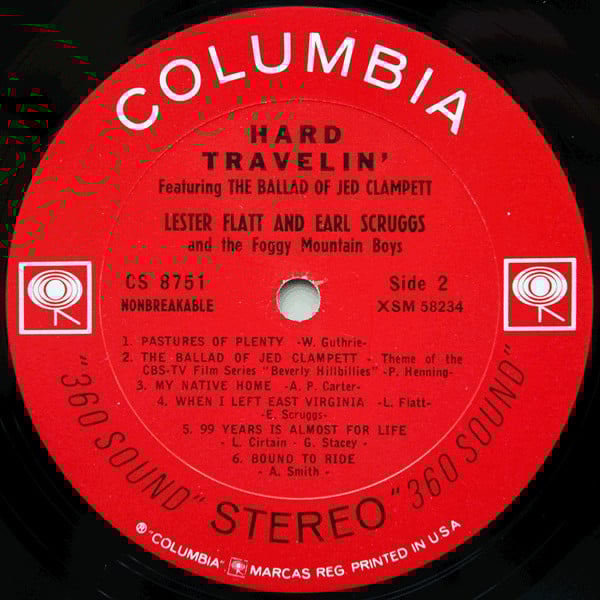 COLUMBIA
HARD
TRAVELIN'
Featuring THE BALLAD OF JED CLAMPETT
LESTER FLATT AND EARL SCRUGGS
and the Foggy Mountain Boys
CS 8751
NONBREAKABLE
Side 2
XSM 58234
1. PASTURES OF PLENTY -W. Guthrie-
2. THE BALLAD OF JED CLAMPETT - Theme of the
CBS-TV Film Series "Beverly Hillbillies" -P. Henning-
3. MY NATIVE HOME - A. P. Carter-
4. WHEN I LEFT EAST VIRGINIA -L. Flatt-
E. Scruggs-
5. 99 YEARS IS ALMOST FOR LIFE
- L. Cirtain - G. Stacey -
6. BOUND TO RIDE
- A. Smith -
"360 SOUND" STEREO "360 SOUND"
® "COLUMBIA" MARCAS REG. PRINTED IN U.S.A.